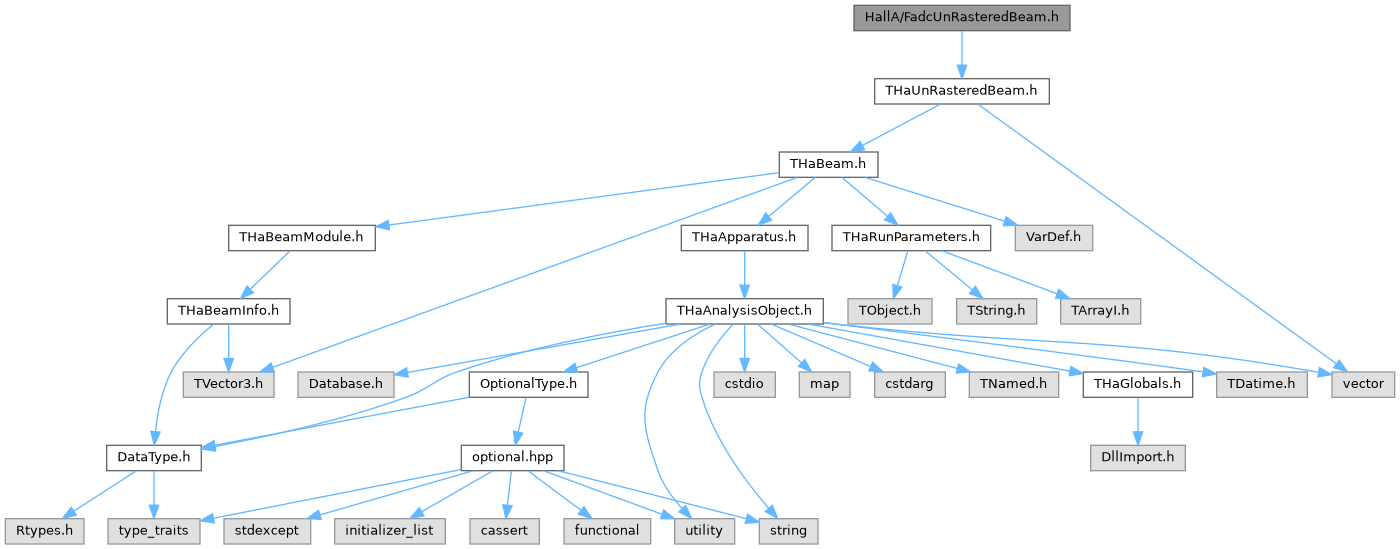 HallA/FadcUnRasteredBeam.h
THaUnRasteredBeam.h
THaBeam.h
THaBeamModule.h
THaApparatus.h
THaRunParameters.h
VarDef.h
THaBeamInfo.h
THaAnalysisObject.h
TObject.h
TString.h
TArrayI.h
TVector3.h
Database.h
OptionalType.h
cstdio
map
cstdarg
TNamed.h
THaGlobals.h
TDatime.h
vector
DataType.h
optional.hpp
DllImport.h
Rtypes.h
type_traits
stdexcept
initializer_list
cassert
functional
utility
string